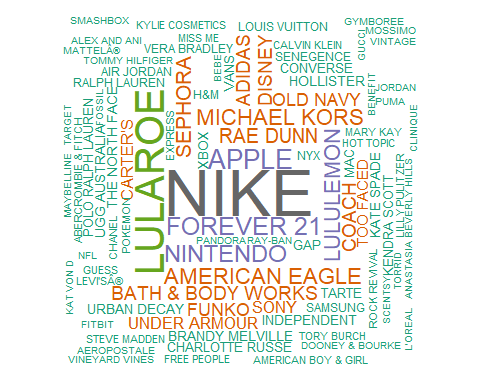 SMASHBOX
KYLIE COSMETICS
LOUIS VUITTON
GYMBOREE
MOSSIMO
ALEX AND ANI
MISS ME
VERA BRADLEY
CALVIN KLEIN
VINTAGE
MATTELÂ®
TOMMY HILFIGER
SENEGENCE
GUCCI
AIR JORDAN
BEBE
VANS
ADIDAS
DISNEY
CONVERSE
RALPH LAUREN
SEPHORA
HOLLISTER
BENEFIT
JORDAN
H&M
OLD NAVY
PUMA
FOSSIL
LULAROE
MICHAEL KORS
TARGET
ABERCROMBIE & FITCH
POLO RALPH LAUREN
UGG AUSTRALIA
THE NORTH FACE
CARTER'S
EXPRESS
RAE DUNN
MARY KAY
CLINIQUE
HOT TOPIC
XBOX
APPLE
NYX
LULULEMON
MAC
MAYBELLINE
NIKE
COACH
TOO FACED
KATE SPADE
KENDRA SCOTT
LILLY PULITZER
ANASTASIA BEVERLY HILLS
POKEMON
CHANEL
FOREVER 21
PANDORA
RAY-BAN
GAP
NFL
NINTENDO
GUESS
LEVI'SÂ®
KAT VON D
AMERICAN EAGLE
ROCK REVIVAL
SCENTSY
TORRID
L'OREAL
BATH & BODY WORKS
TARTE
URBAN DECAY
FUNKO
SONY
SAMSUNG
FITBIT
UNDER ARMOUR
INDEPENDENT
STEVE MADDEN
BRANDY MELVILLE
TORY BURCH
AEROPOSTALE
CHARLOTTE RUSSE
DOONEY & BOURKE
VINEYARD VINES
FREE PEOPLE
AMERICAN BOY & GIRL